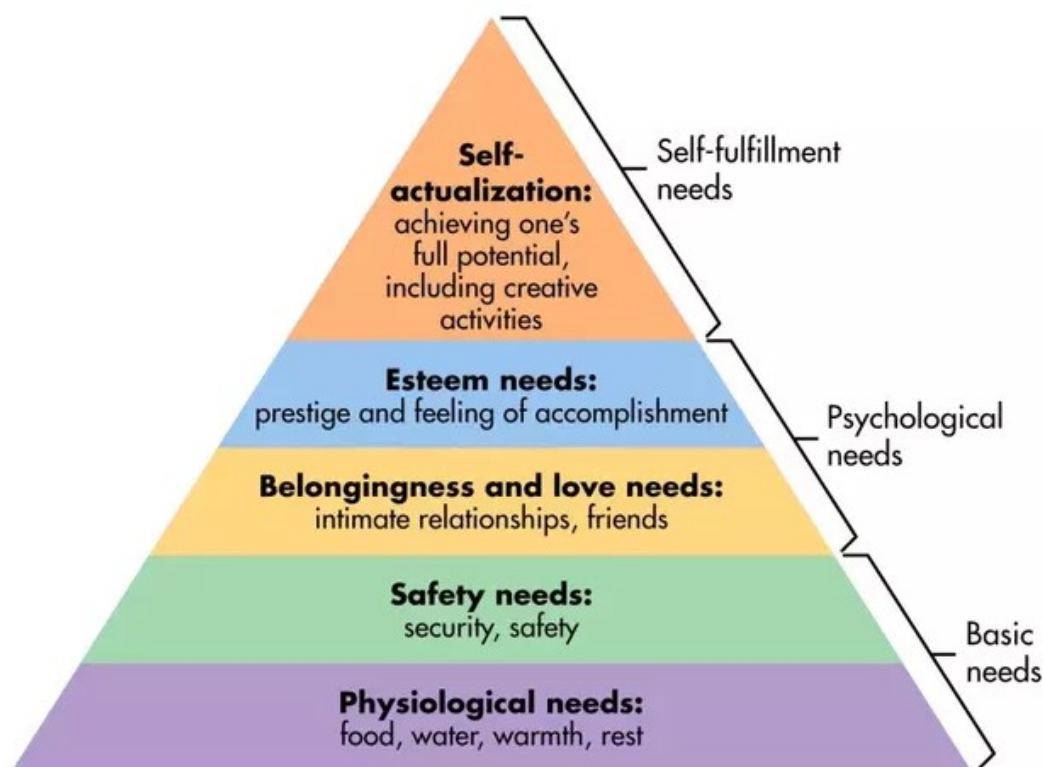 Self-
actualization:
achieving one's
full potential,
including creative
activities
Self-fulfillment
needs
Esteem needs:
prestige and feeling of accomplishment
Psychological
needs
Belongingness and love needs:
intimate relationships, friends
Safety needs:
security, safety
Basic
needs
Physiological needs:
food, water, warmth, rest